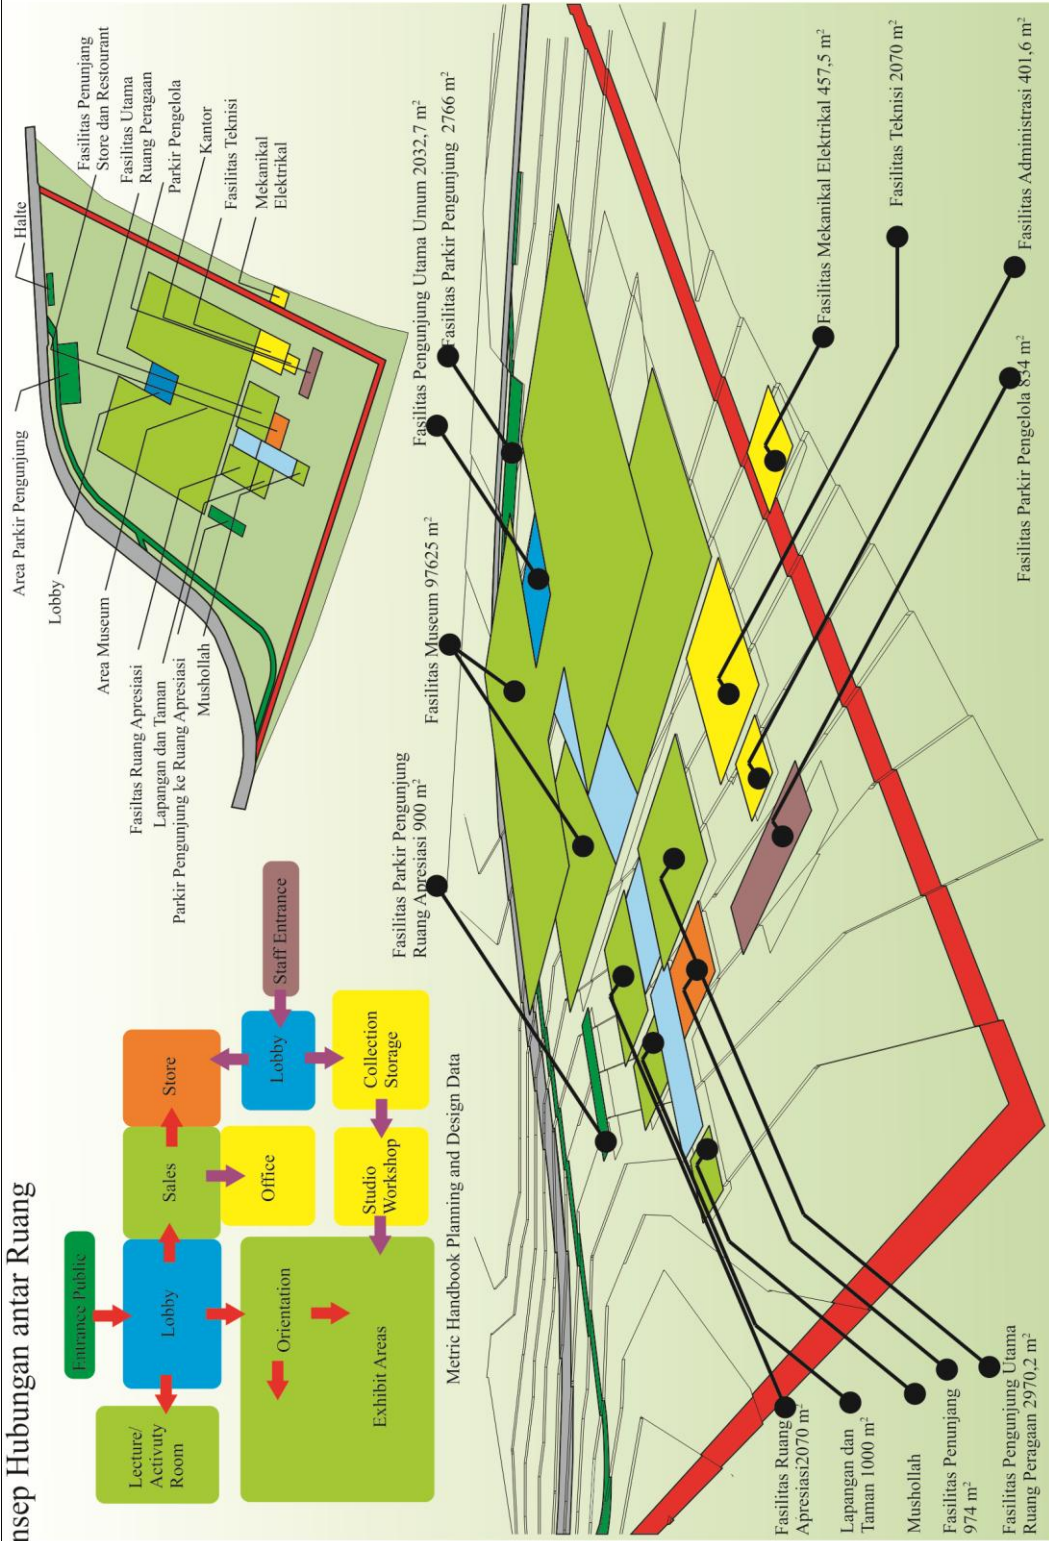 nsep Hubungan antar Ruang
Entrance Public
Lecture/
Activuty
Room
Lobby
Sales
Store
Office
Lobby
Staff Entrance
Orientation
Exhibit Areas
Studio
Workshop
Collection
Storage
Metric Handbook Planning and Design Data
Halte
Area Parkir Pengunjung
Lobby
Area Museum
Fasiltas Ruang Apresiasi
Lapangan dan Taman
Parkir Pengunjung ke Ruang Apresiasi
Mushollah
Fasilitas Penunjang
Store dan Restourant
Fasilitas Utama
Ruang Peragaan
Parkir Pengelola
Kantor
Fasilitas Teknisi
Mekanikal
Elektrikal
Fasilitas Parkir Pengunjung
Ruang Apresiasi 900 m²
Fasilitas Museum 97625 m²
Fasilitas Pengunjung Utama Umum 2032,7 m²
Fasilitas Parkir Pengunjung 2766 m²
Fasilitas Ruang
Apresiasi2070 m²
Lapangan dan
Taman 1000 m²
Mushollah
Fasilitas Penunjang
974 m²
Fasilitas Pengunjung Utama
Ruang Peragaan 2970,2 m²
Fasilitas Parkir Pengelola 834 m²
Fasilitas Administrasi 401,6 m²
Fasilitas Teknisi 2070 m²
Fasilitas Mekanikal Elektrikal 457,5 m²